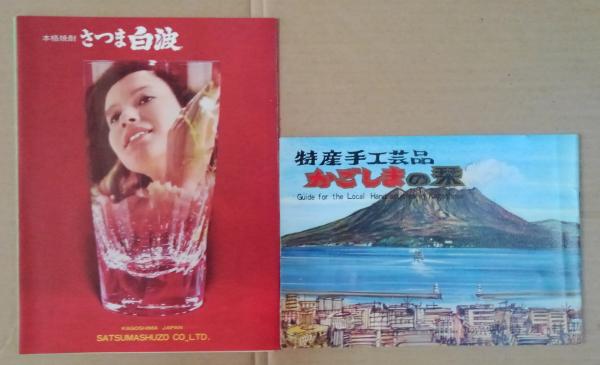 本格焼酎 さつま白波
KAGOSHIMA JAPAN
SATSUMASHUZO CO.,LTD.
特産手工芸品
かごしまの栞
Guide for the Local Hand